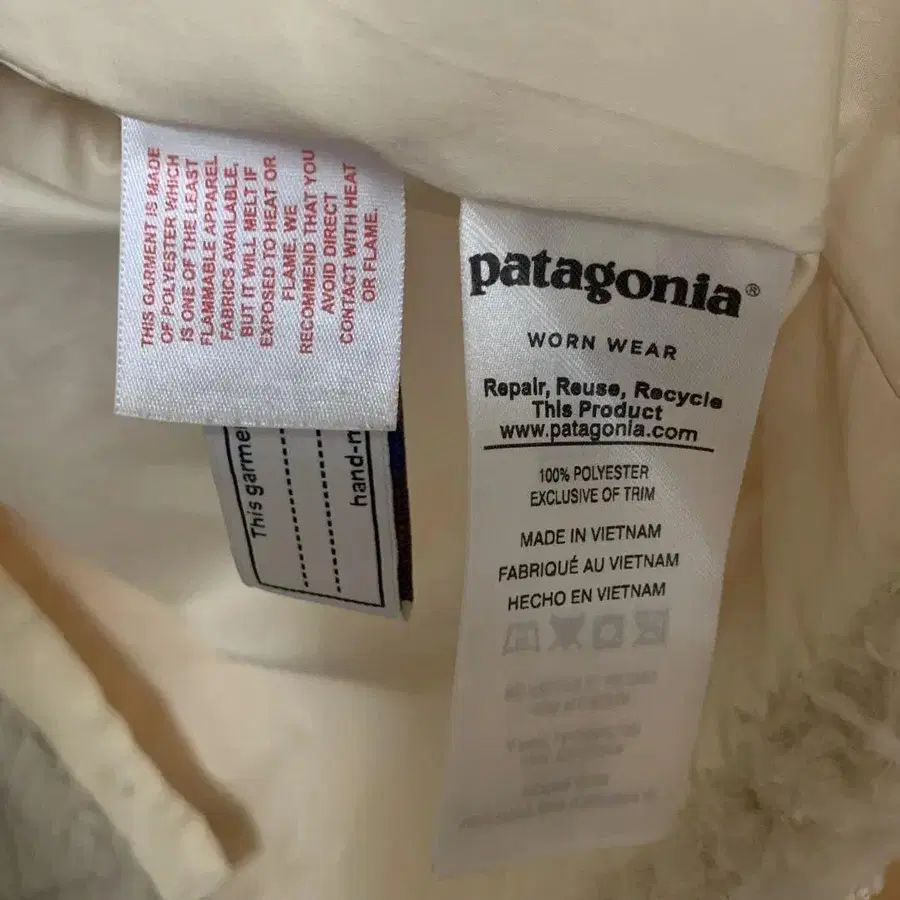 THIS GARMENT IS MADE
OF POLYESTER WHICH
IS ONE OF THE LEAST
FLAMMABLE APPAREL
FABRICS AVAILABLE,
BUT IT WILL MELT IF
EXPOSED TO HEAT OR
FLAME WE
RECOMMEND THAT YOU
AVOID DIRECT
CONTACT WITH HEAT
OR FLAME.
This garme
hand-n
patagonia®
WORN WEAR
Repair, Reuse, Recycle
This Product
www.patagonia.com
100% POLYESTER
EXCLUSIVE OF TRIM
MADE IN VIETNAM
FABRIQUÉ AU VIETNAM
HECHO EN VIETNAM